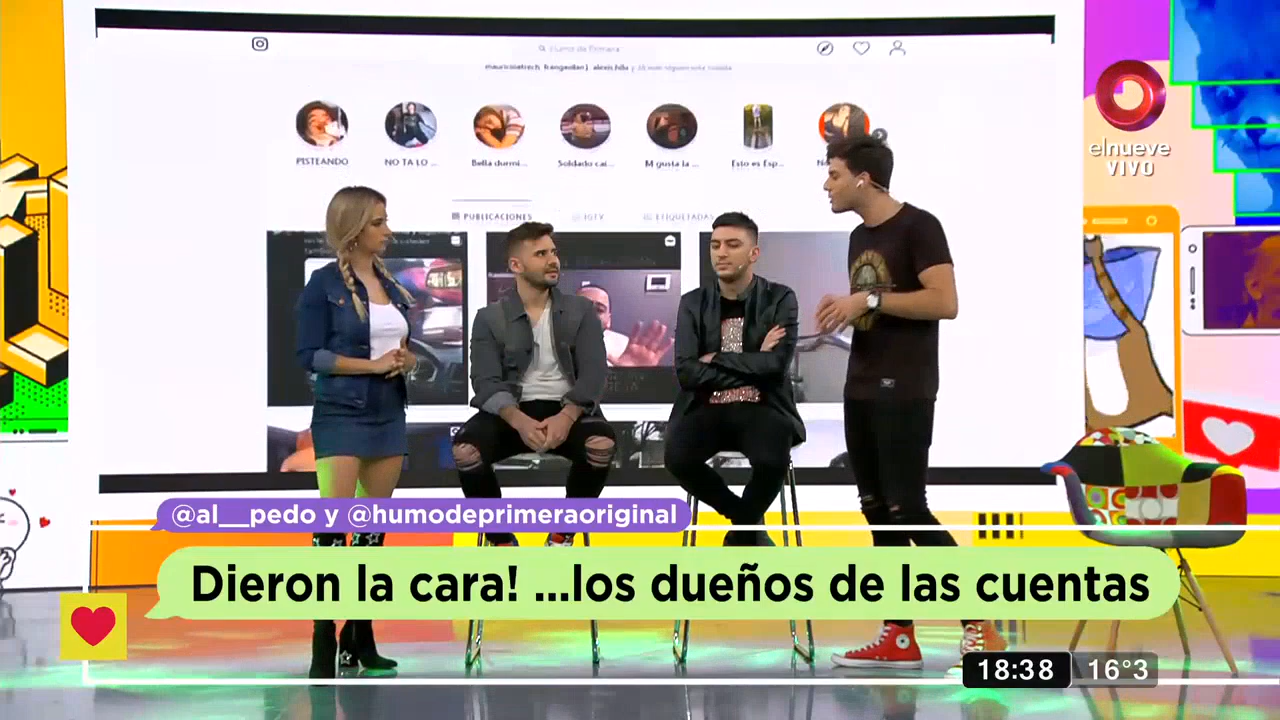 PISTEANDO
NO TA LO ...
Bella durmi...
Soldado cai...
M gusta la ...
Esto es Esp...
PUBLICACIONES
IGTV
ETIQUETADAS
elnueve
VIVO
@al__pedo y @humodeprimeraoriginal
Dieron la cara! ...los dueños de las cuentas
18:38
16°3